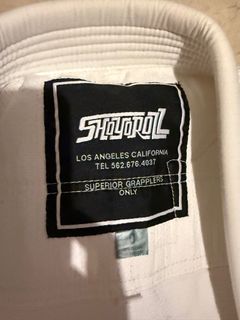 SHOYOROLL
LOS ANGELES CALIFORNIA
TEL 562.676.4037
SUPERIOR GRAPPLERS
ONLY